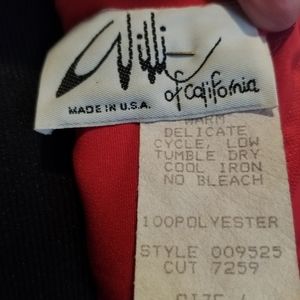 Willi
of California
MADE IN U.S.A.
WARM
DELICATE
CYCLE, LOW
TUMBLE DRY
COOL IRON
NO BLEACH
100POLYESTER
STYLE 009525
CUT 7259
SIZE